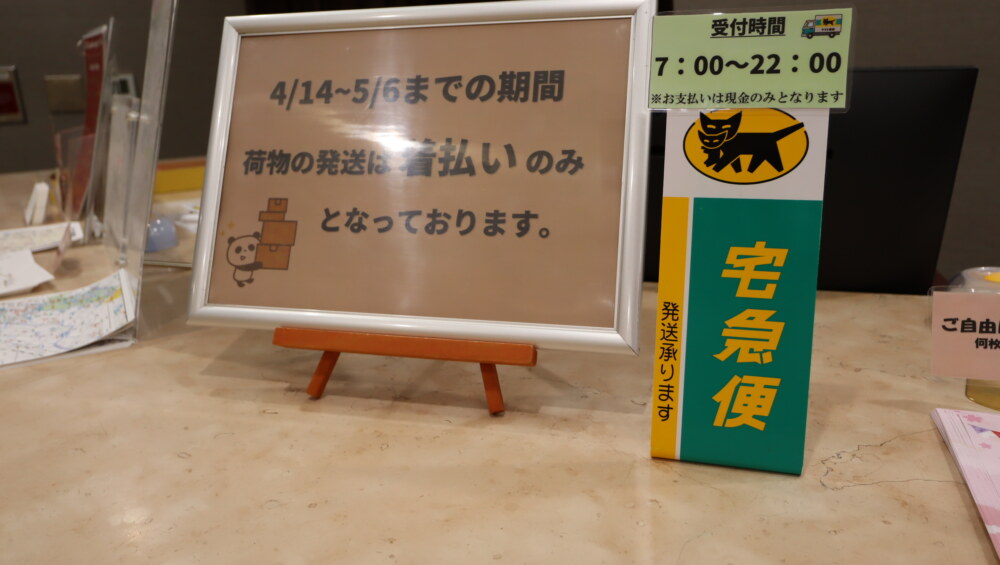 4/14~5/6までの期間
荷物の発送は 着払い のみ
となっております。
受付時間
7：00～22：00
※お支払いは現金のみとなります
宅急便
発送承ります
ご自由
何枚